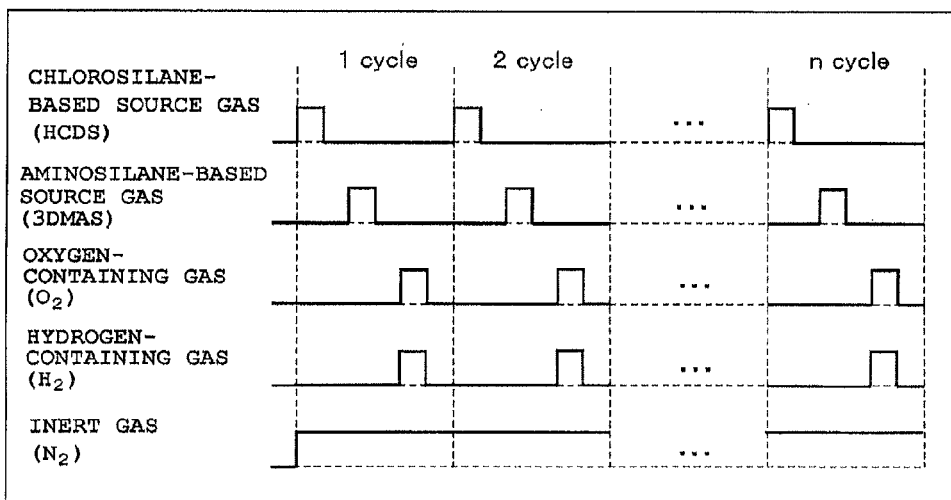 1 cycle 2 cycle n cycle
CHLOROSILANE-
BASED SOURCE GAS
(HCDS)
...
AMINOSILANE-BASED
SOURCE GAS
(3DMAS)
...
OXYGEN-
CONTAINING GAS
(O₂)
...
HYDROGEN-
CONTAINING GAS
(H₂)
...
INERT GAS
(N₂)
...